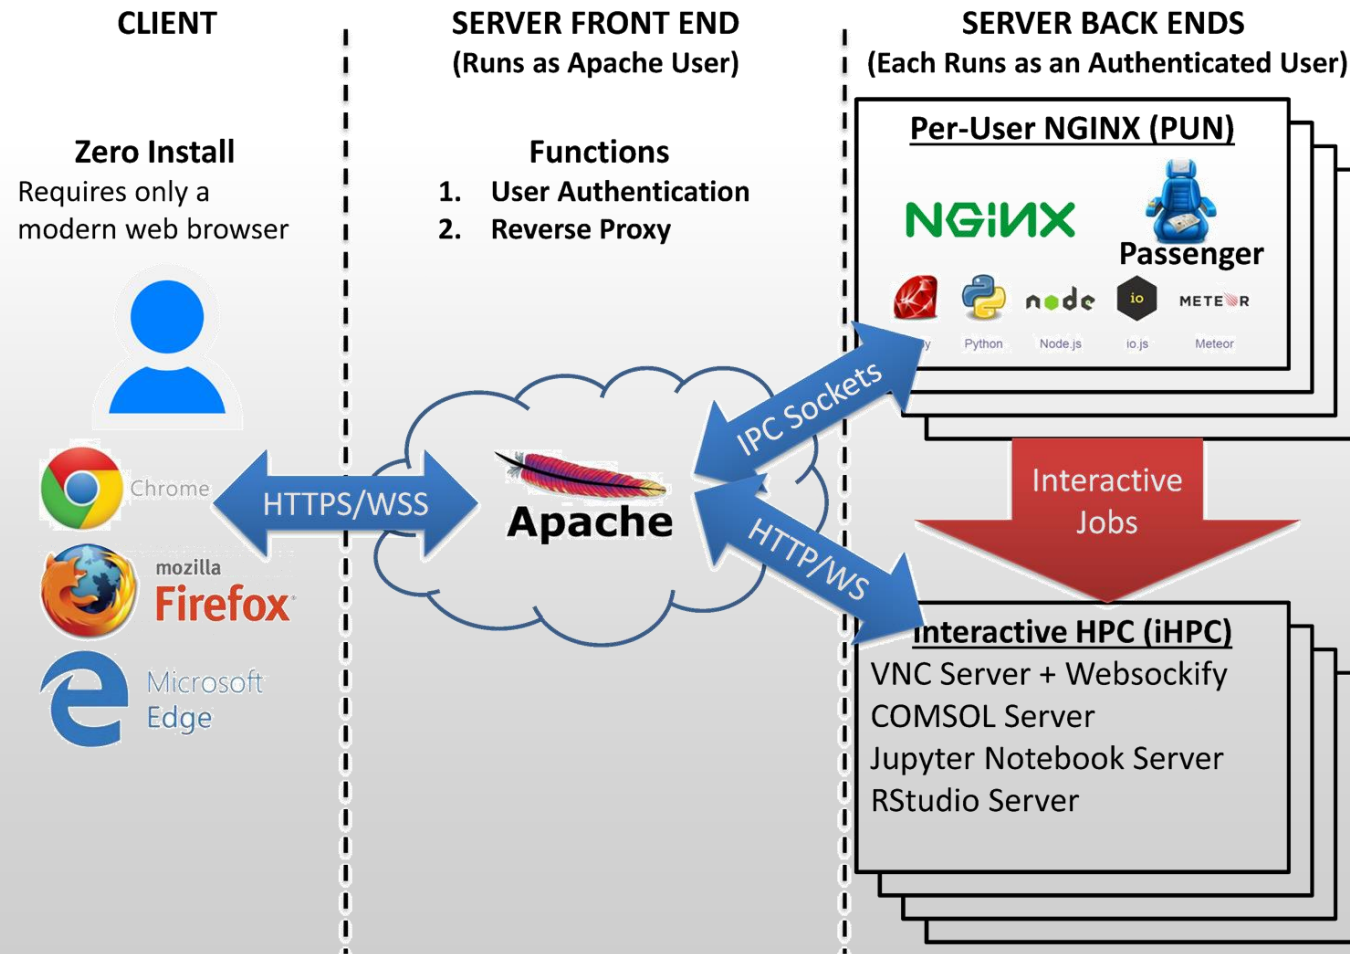 CLIENT
Zero Install
Requires only a
modern web browser
Chrome
mozilla
Firefox
Microsoft
Edge
HTTPS/WSS
SERVER FRONT END
(Runs as Apache User)
Functions
1. User Authentication
2. Reverse Proxy
Apache
IPC Sockets
HTTP/WS
SERVER BACK ENDS
(Each Runs as an Authenticated User)
Per-User NGINX (PUN)
NGINX
Passenger
node
io
METEOR
Python
Node.js
io.js
Meteor
Interactive
Jobs
Interactive HPC (iHPC)
VNC Server + Websockify
COMSOL Server
Jupyter Notebook Server
RStudio Server